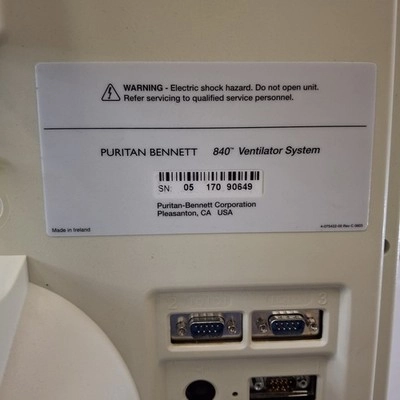 WARNING - Electric shock hazard. Do not open unit.
Refer servicing to qualified service personnel.
PURITAN BENNETT 840™ Ventilator System
SN: 05 170 90649
Puritan-Bennett Corporation
Pleasanton, CA USA
Made in Ireland